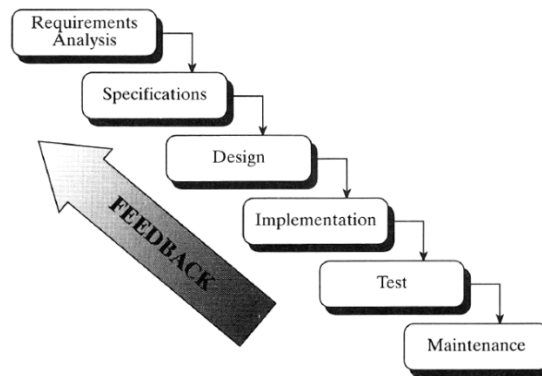 Requirements
Analysis
Specifications
Design
Implementation
Test
Maintenance
FEEDBACK